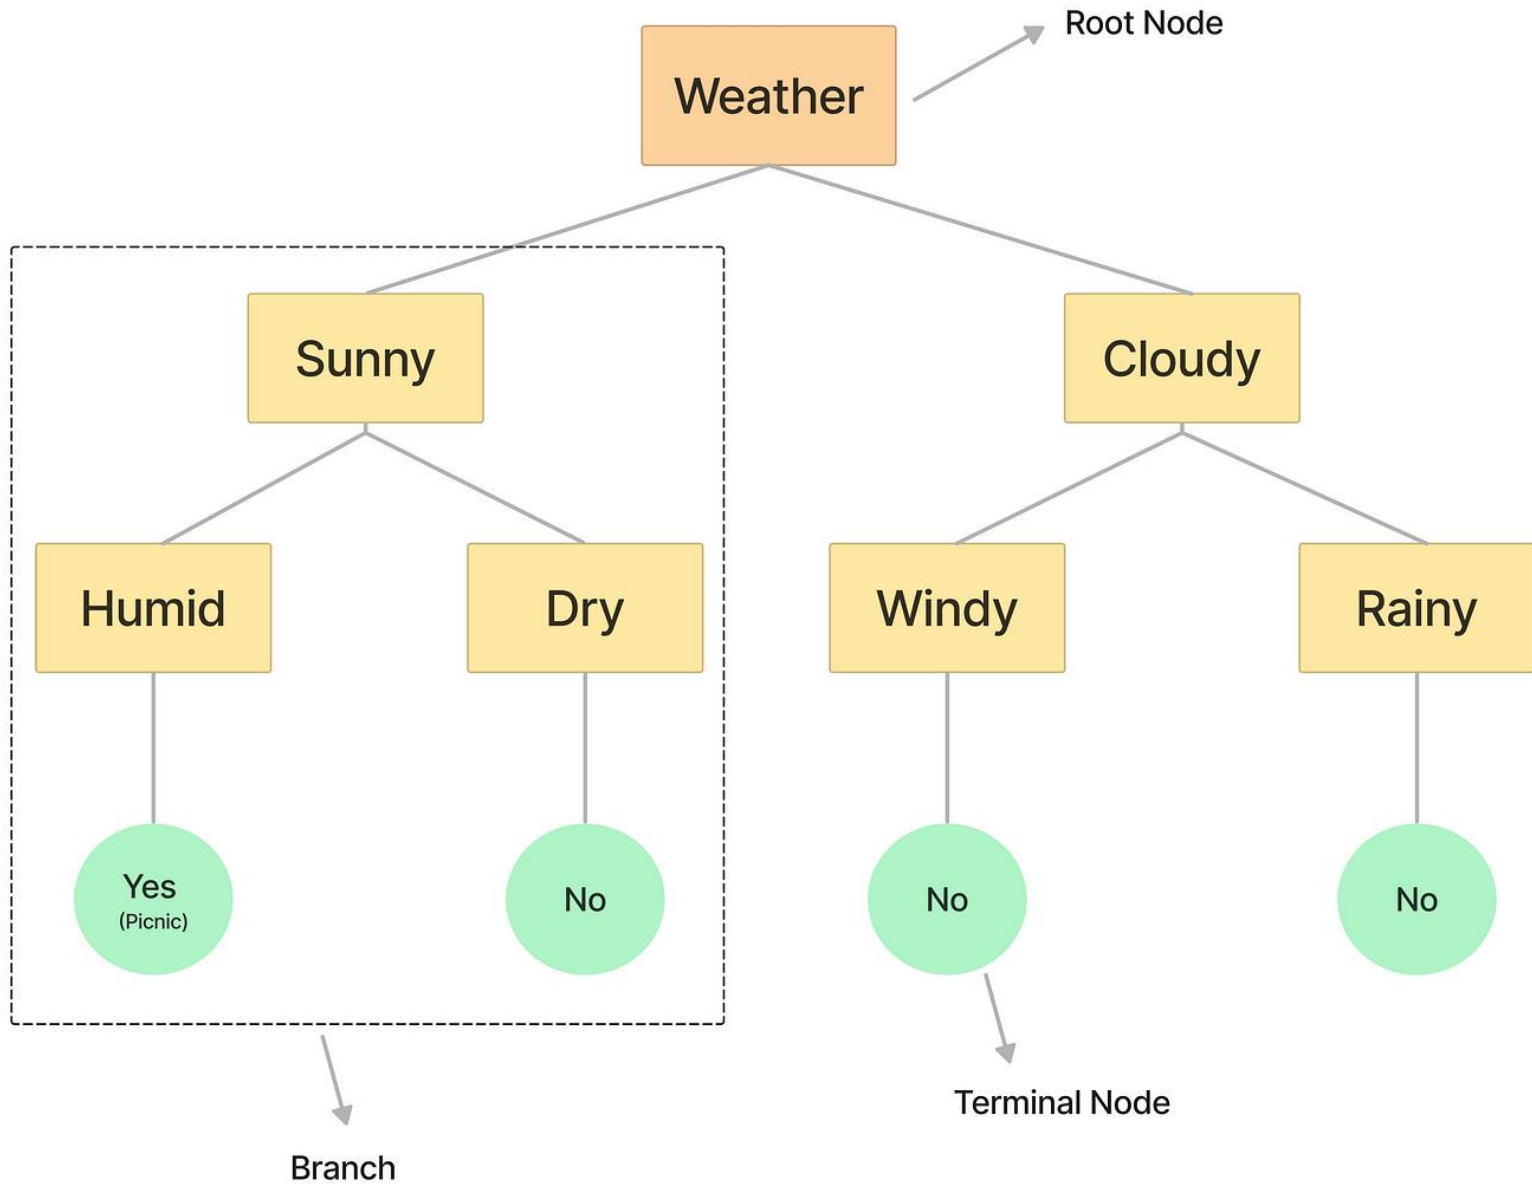 Root Node
Weather
Sunny
Cloudy
Humid
Dry
Windy
Rainy
Yes
(Picnic)
No
No
No
Terminal Node
Branch